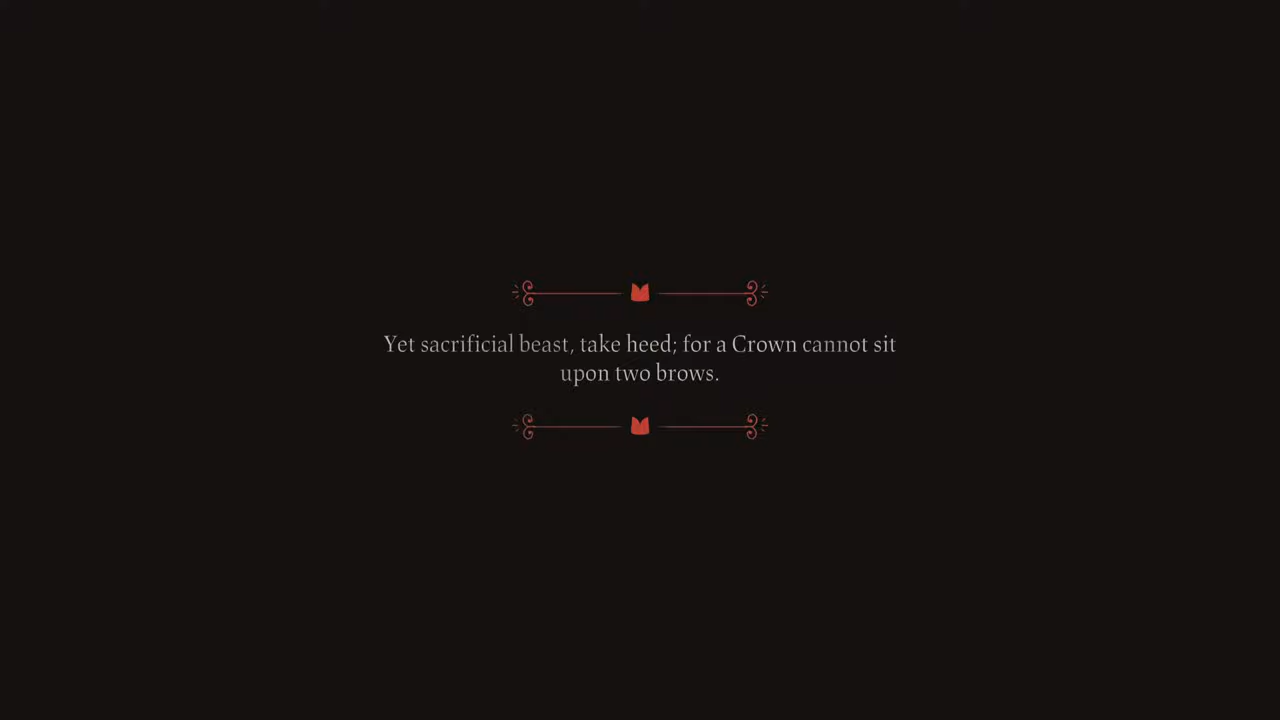 Yet sacrificial beast, take heed; for a Crown cannot sit
upon two brows.